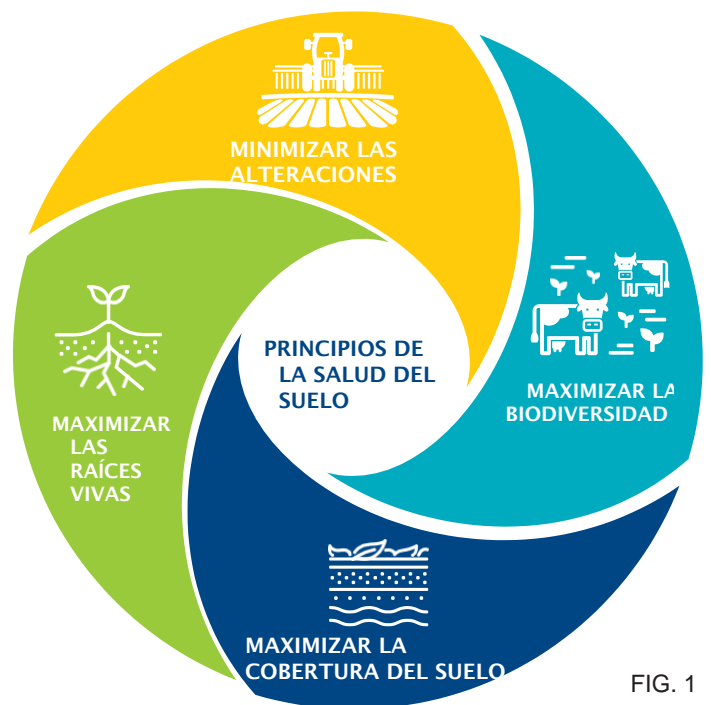 MINIMIZAR LAS
ALTERACIONES
MAXIMIZAR LA
BIODIVERSIDAD
PRINCIPIOS DE
LA SALUD DEL
SUELO
MAXIMIZAR
LAS
RAÍCES
VIVAS
MAXIMIZAR LA
COBERTURA DEL SUELO
FIG. 1